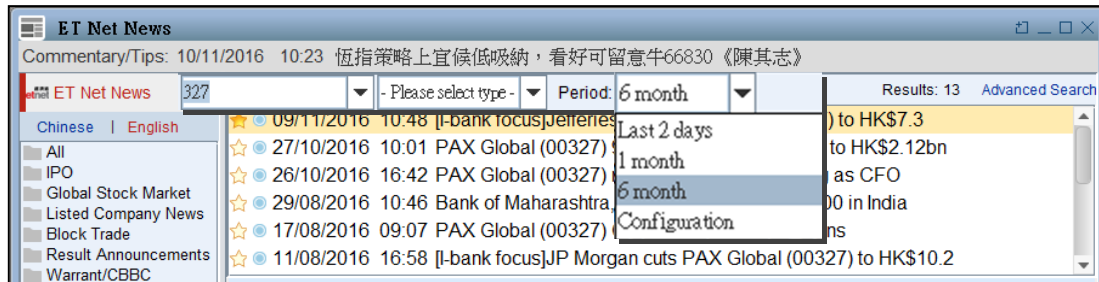 ET Net News
Commentary/Tips: 10/11/2016 10:23 恆指策略上宜候低吸納，看好可留意牛66830《陳其志》
etnet ET Net News 327 - Please select type - Period: 6 month Results: 13 Advanced Search
Chinese | English
All
IPO
Global Stock Market
Listed Company News
Block Trade
Result Announcements
Warrant/CBBC
09/11/2016 10:48 [I-bank focus]Jefferies ) to HK$7.3
27/10/2016 10:01 PAX Global (00327) to HK$2.12bn
26/10/2016 16:42 PAX Global (00327) as CFO
29/08/2016 10:46 Bank of Maharashtra, 00 in India
17/08/2016 09:07 PAX Global (00327) ns
11/08/2016 16:58 [I-bank focus]JP Morgan cuts PAX Global (00327) to HK$10.2
Last 2 days
1 month
6 month
Configuration